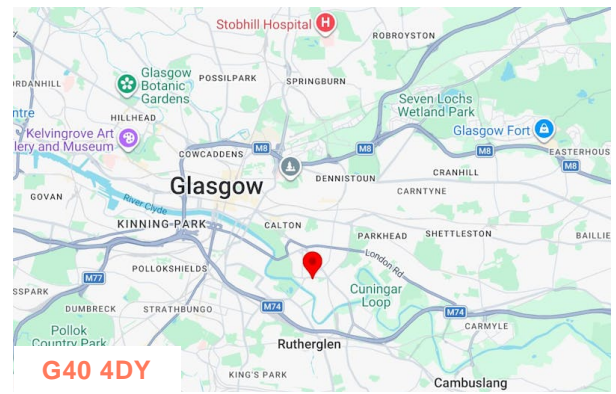 Stobhill Hospital
ROBROYSTON
Glasgow
Botanic
Gardens
POSSILPARK
SPRINGBURN
HILLHEAD
Seven Lochs
Wetland Park
ntre
Kelvingrove Art
lery and Museum
Glasgow Fort
M8
M8
M8
M8
EASTERHOUS
COWCADDENS
CRANHILL
DENNISTOUN
CARNTYNE
Glasgow
GOVAN
River Clyde
KINNING PARK
CALTON
PARKHEAD
SHETTLESTON
BAILLIE
London Rd
POLLOKSHIELDS
M77
Cuningar
Loop
SSPARK
DUMBRECK
STRATHBUNGO
M74
M74
CARMYLE
Pollok
Country Park
Rutherglen
G40 4DY
KING'S PARK
Cambuslang